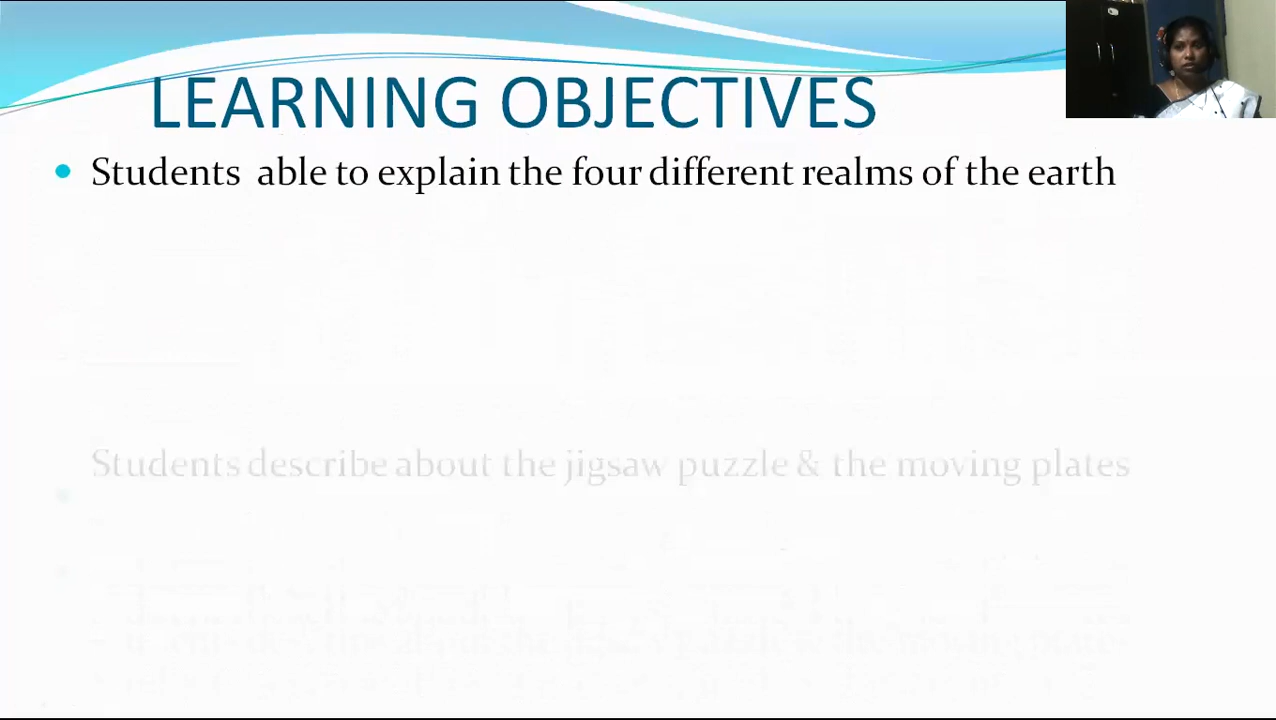 LEARNING OBJECTIVES
Students able to explain the four different realms of the earth
Students describe about the jigsaw puzzle & the moving plates